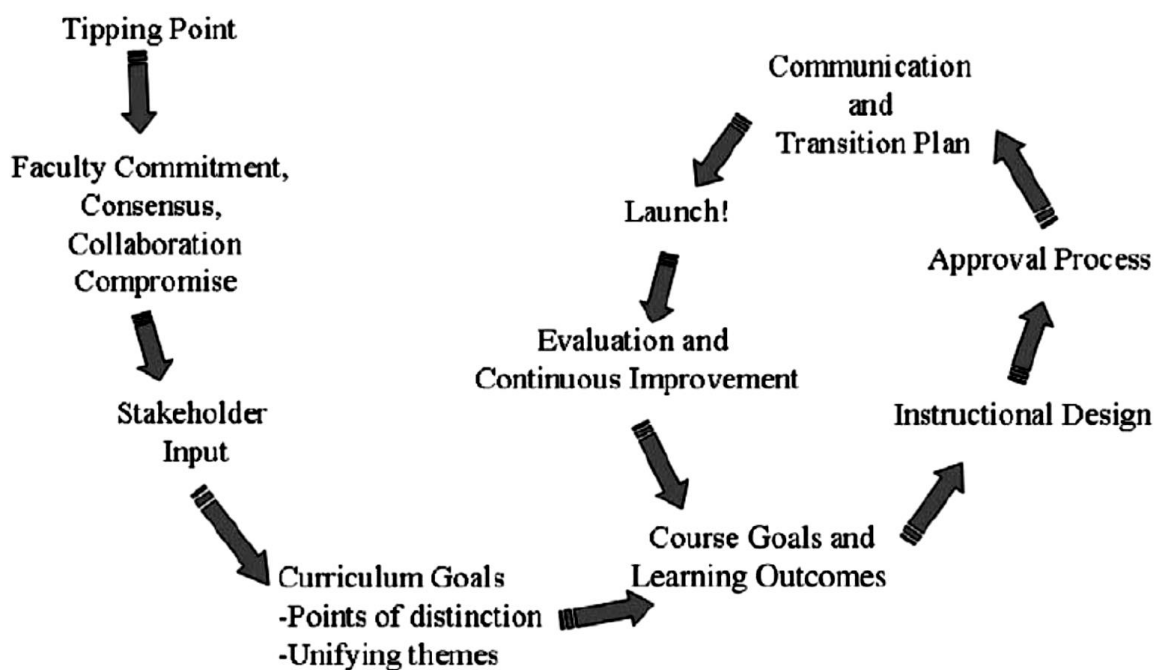 Tipping Point
Faculty Commitment,
Consensus,
Collaboration
Compromise
Stakeholder
Input
Curriculum Goals
-Points of distinction
-Unifying themes
Course Goals and
Learning Outcomes
Instructional Design
Approval Process
Communication
and
Transition Plan
Launch!
Evaluation and
Continuous Improvement